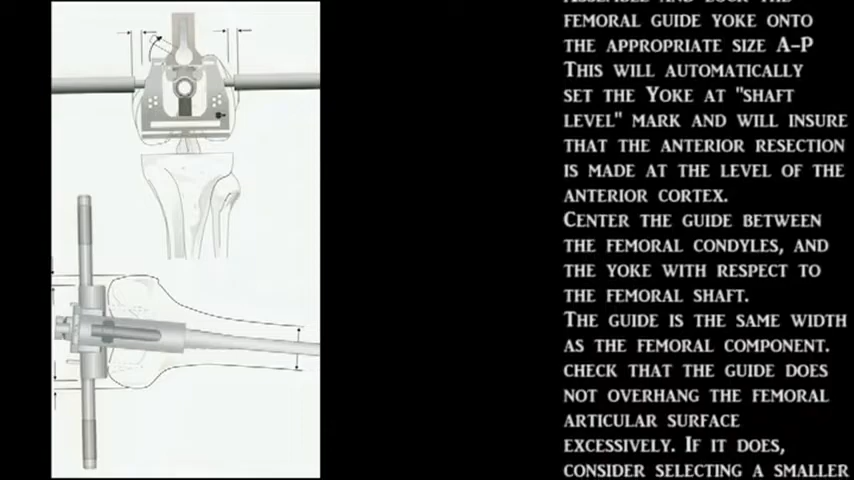 ASSEMBLE AND LOCK THE
FEMORAL GUIDE YOKE ONTO
THE APPROPRIATE SIZE A-P
THIS WILL AUTOMATICALLY
SET THE YOKE AT "SHAFT
LEVEL" MARK AND WILL INSURE
THAT THE ANTERIOR RESECTION
IS MADE AT THE LEVEL OF THE
ANTERIOR CORTEX.
CENTER THE GUIDE BETWEEN
THE FEMORAL CONDYLES, AND
THE YOKE WITH RESPECT TO
THE FEMORAL SHAFT.
THE GUIDE IS THE SAME WIDTH
AS THE FEMORAL COMPONENT.
CHECK THAT THE GUIDE DOES
NOT OVERHANG THE FEMORAL
ARTICULAR SURFACE
EXCESSIVELY. IF IT DOES,
CONSIDER SELECTING A SMALLER